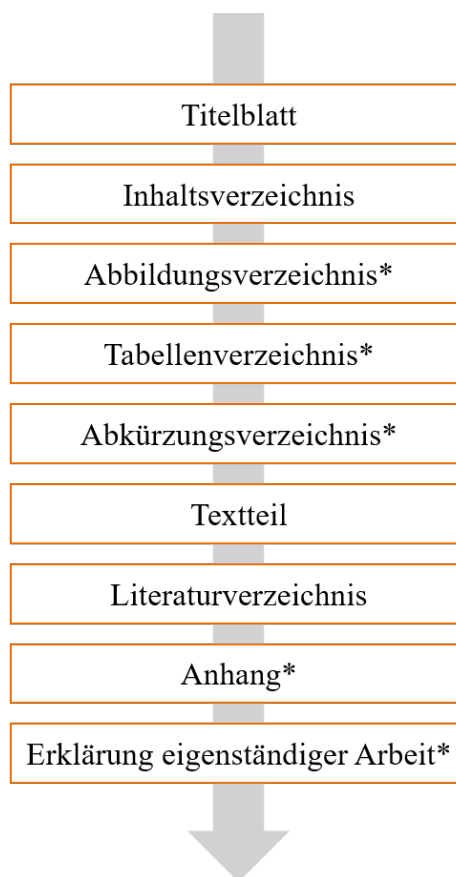 Titelblatt
Inhaltsverzeichnis
Abbildungsverzeichnis*
Tabellenverzeichnis*
Abkürzungsverzeichnis*
Textteil
Literaturverzeichnis
Anhang*
Erklärung eigenständiger Arbeit*